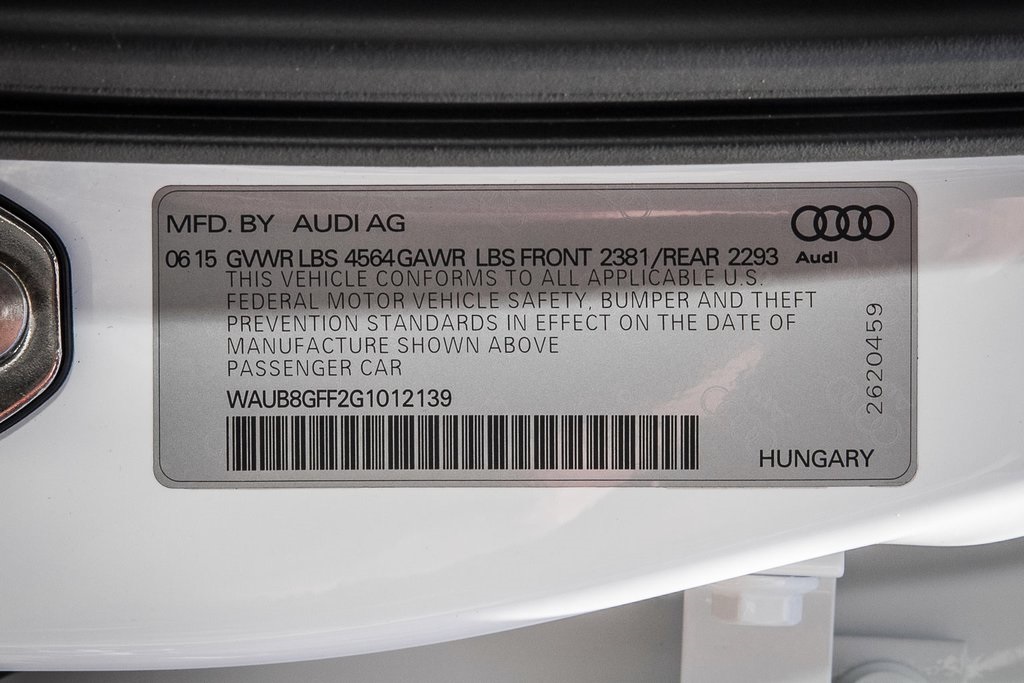 MFD. BY AUDI AG
06 15 GVWR LBS 4564 GAWR LBS FRONT 2381/REAR 2293
Audi
THIS VEHICLE CONFORMS TO ALL APPLICABLE U.S.
FEDERAL MOTOR VEHICLE SAFETY, BUMPER AND THEFT
PREVENTION STANDARDS IN EFFECT ON THE DATE OF
MANUFACTURE SHOWN ABOVE
PASSENGER CAR
WAUB8GFF2G1012139
HUNGARY
2620459